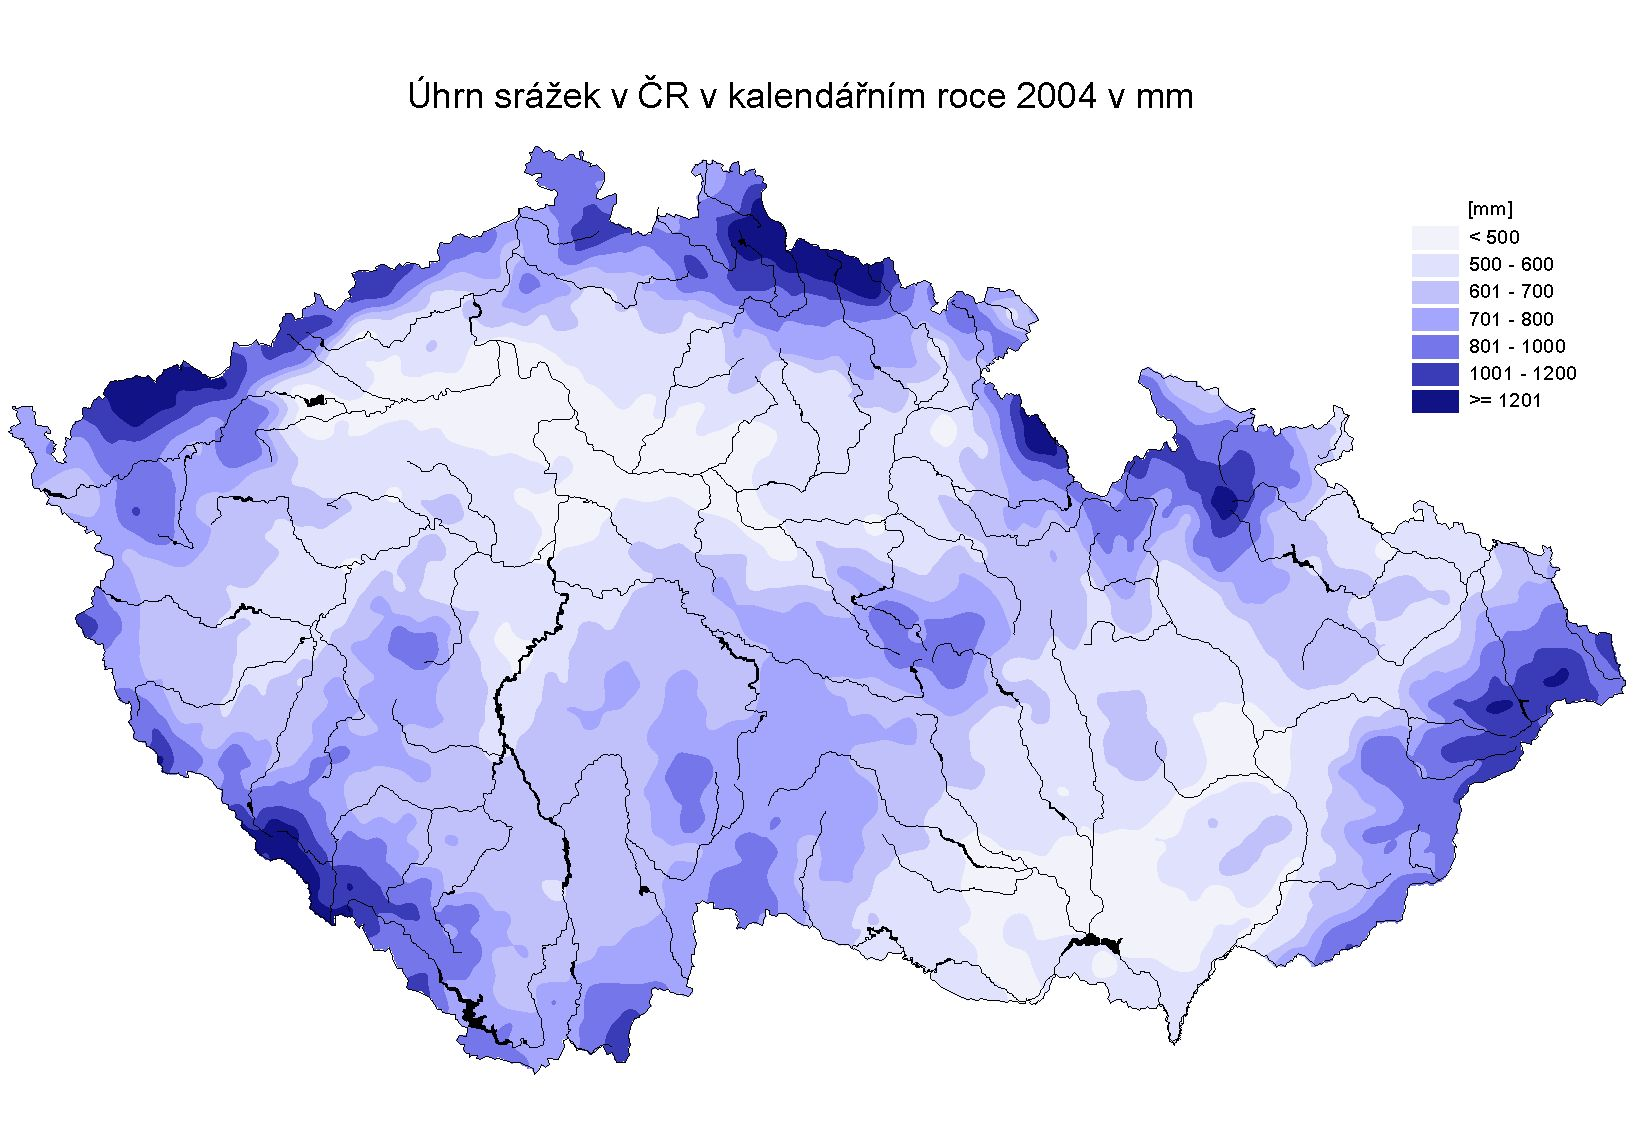 Úhrn srážek v ČR v kalendářním roce 2004 v mm
[mm]
< 500
500 - 600
601 - 700
701 - 800
801 - 1000
1001 - 1200
>= 1201